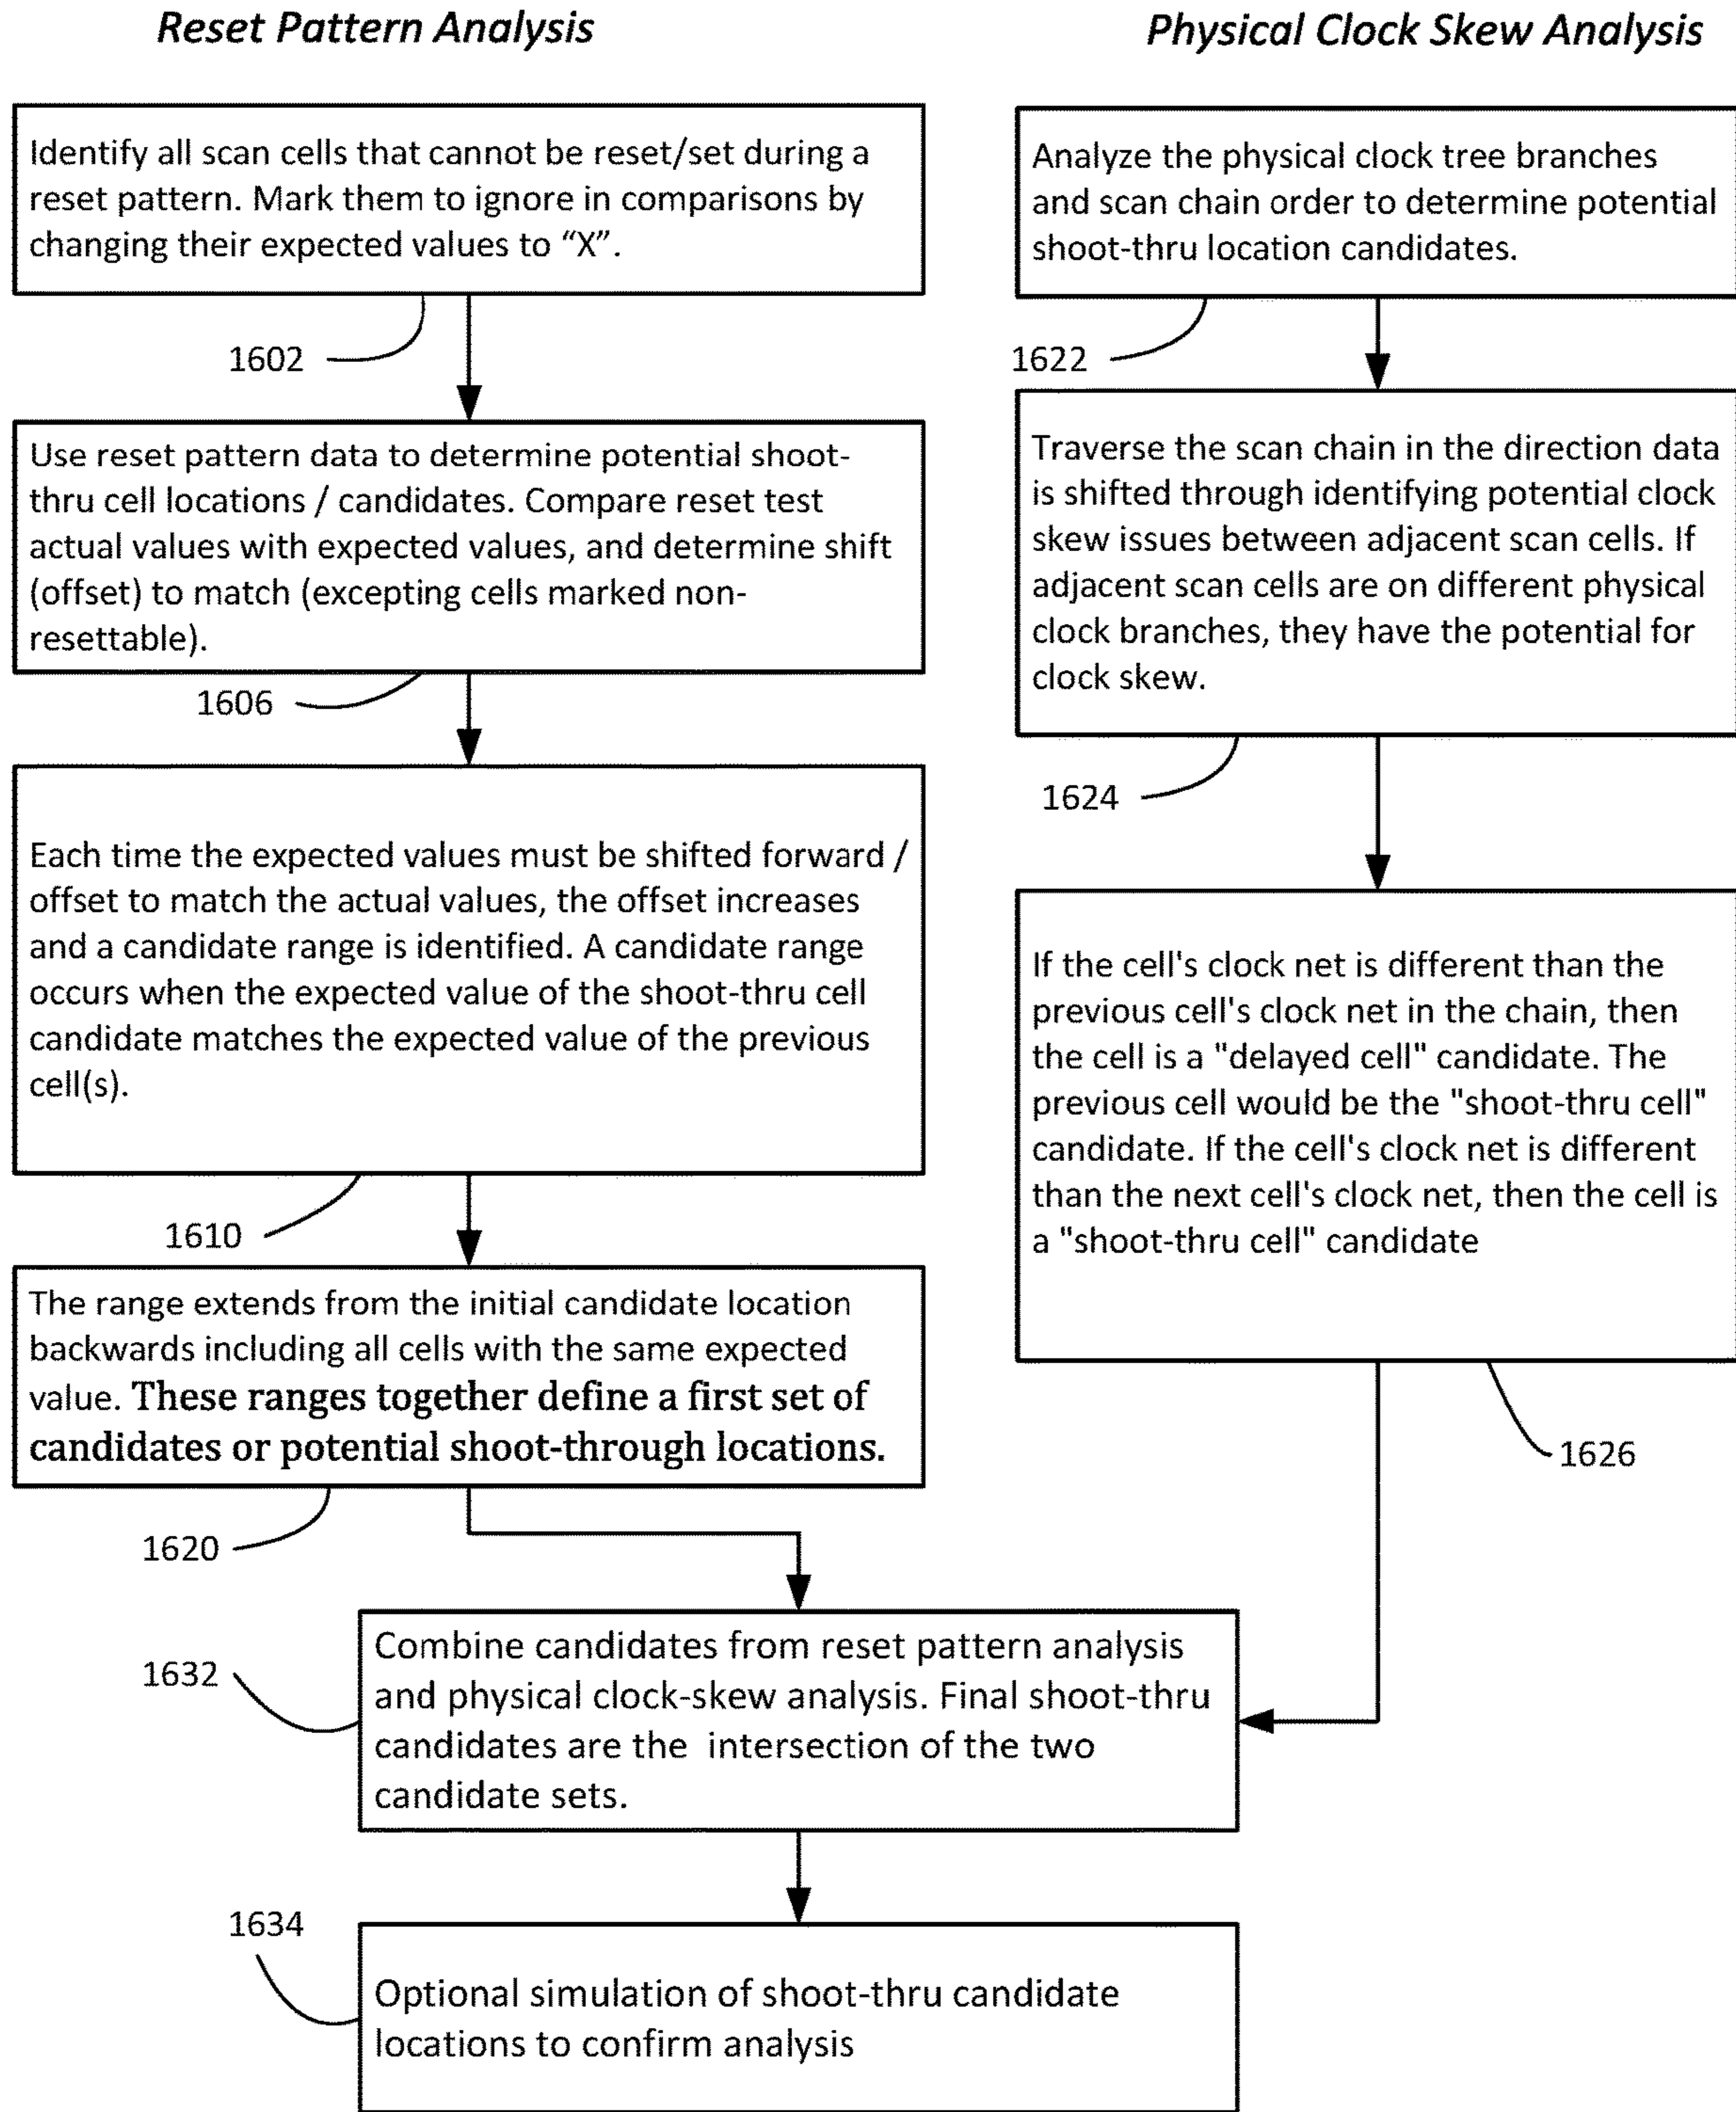 Reset Pattern Analysis
Identify all scan cells that cannot be reset/set during a
reset pattern. Mark them to ignore in comparisons by
changing their expected values to “X”.
1602
Use reset pattern data to determine potential shoot-
thru cell locations / candidates. Compare reset test
actual values with expected values, and determine shift
(offset) to match (excepting cells marked non-
resettable).
1606
Each time the expected values must be shifted forward /
offset to match the actual values, the offset increases
and a candidate range is identified. A candidate range
occurs when the expected value of the shoot-thru cell
candidate matches the expected value of the previous
cell(s).
1610
The range extends from the initial candidate location
backwards including all cells with the same expected
value. These ranges together define a first set of
candidates or potential shoot-through locations.
1620
Physical Clock Skew Analysis
Analyze the physical clock tree branches
and scan chain order to determine potential
shoot-thru location candidates.
1622
Traverse the scan chain in the direction data
is shifted through identifying potential clock
skew issues between adjacent scan cells. If
adjacent scan cells are on different physical
clock branches, they have the potential for
clock skew.
1624
If the cell's clock net is different than the
previous cell's clock net in the chain, then
the cell is a "delayed cell" candidate. The
previous cell would be the "shoot-thru cell"
candidate. If the cell's clock net is different
than the next cell's clock net, then the cell is
a "shoot-thru cell" candidate
1626
Combine candidates from reset pattern analysis
and physical clock-skew analysis. Final shoot-thru
candidates are the intersection of the two
candidate sets.
1632
1634
Optional simulation of shoot-thru candidate
locations to confirm analysis